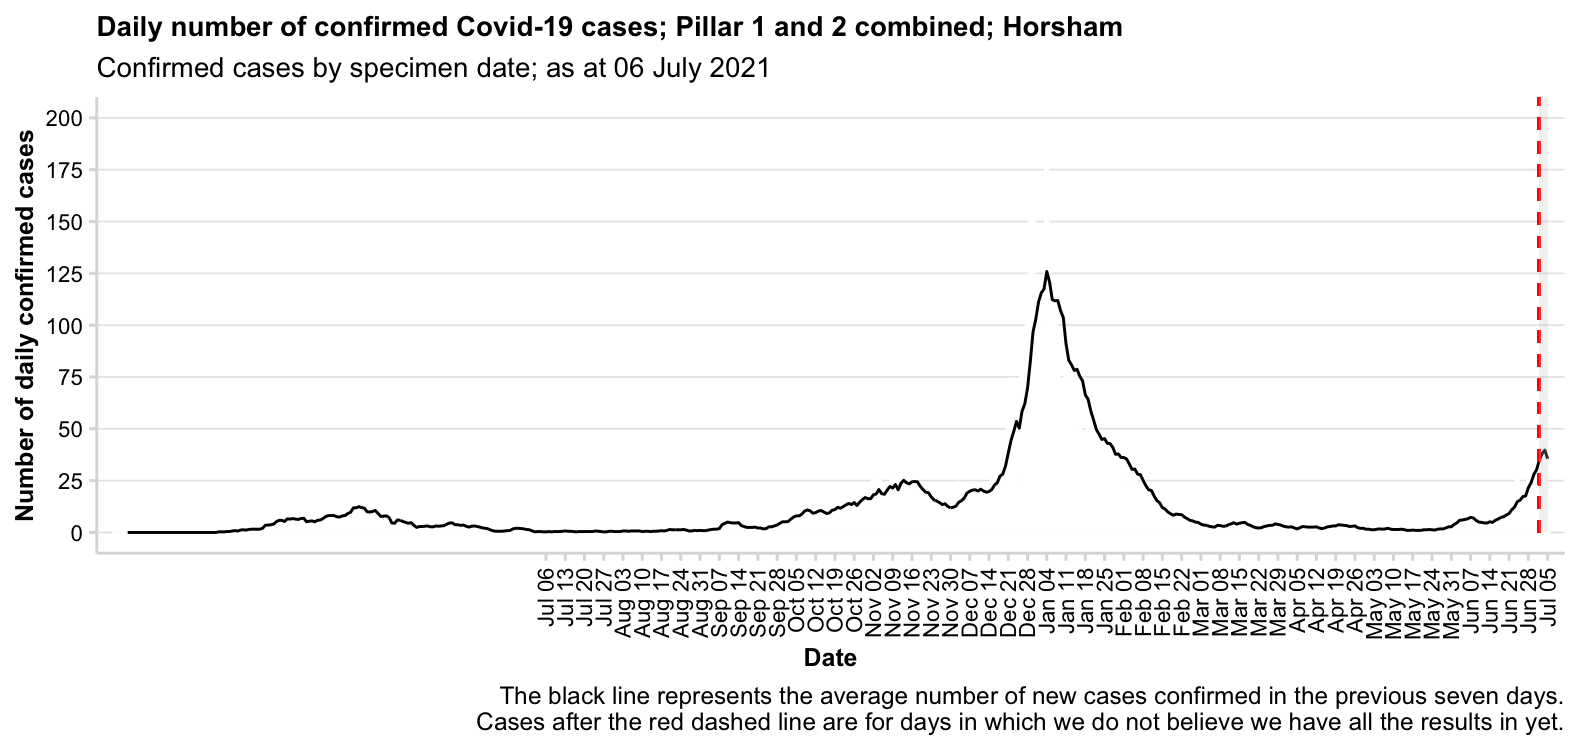 Daily number of confirmed Covid-19 cases; Pillar 1 and 2 combined; Horsham
Confirmed cases by specimen date; as at 06 July 2021
Number of daily confirmed cases
200
175
150
125
100
75
50
25
0
Jul 06
Jul 13
Jul 20
Jul 27
Aug 03
Aug 10
Aug 17
Aug 24
Aug 31
Sep 07
Sep 14
Sep 21
Sep 28
Oct 05
Oct 12
Oct 19
Oct 26
Nov 02
Nov 09
Nov 16
Nov 23
Nov 30
Dec 07
Dec 14
Dec 21
Dec 28
Jan 04
Jan 11
Jan 18
Jan 25
Feb 01
Feb 08
Feb 15
Feb 22
Mar 01
Mar 08
Mar 15
Mar 22
Mar 29
Apr 05
Apr 12
Apr 19
Apr 26
May 03
May 10
May 17
May 24
May 31
Jun 07
Jun 14
Jun 21
Jun 28
Jul 05
Date
The black line represents the average number of new cases confirmed in the previous seven days.
Cases after the red dashed line are for days in which we do not believe we have all the results in yet.